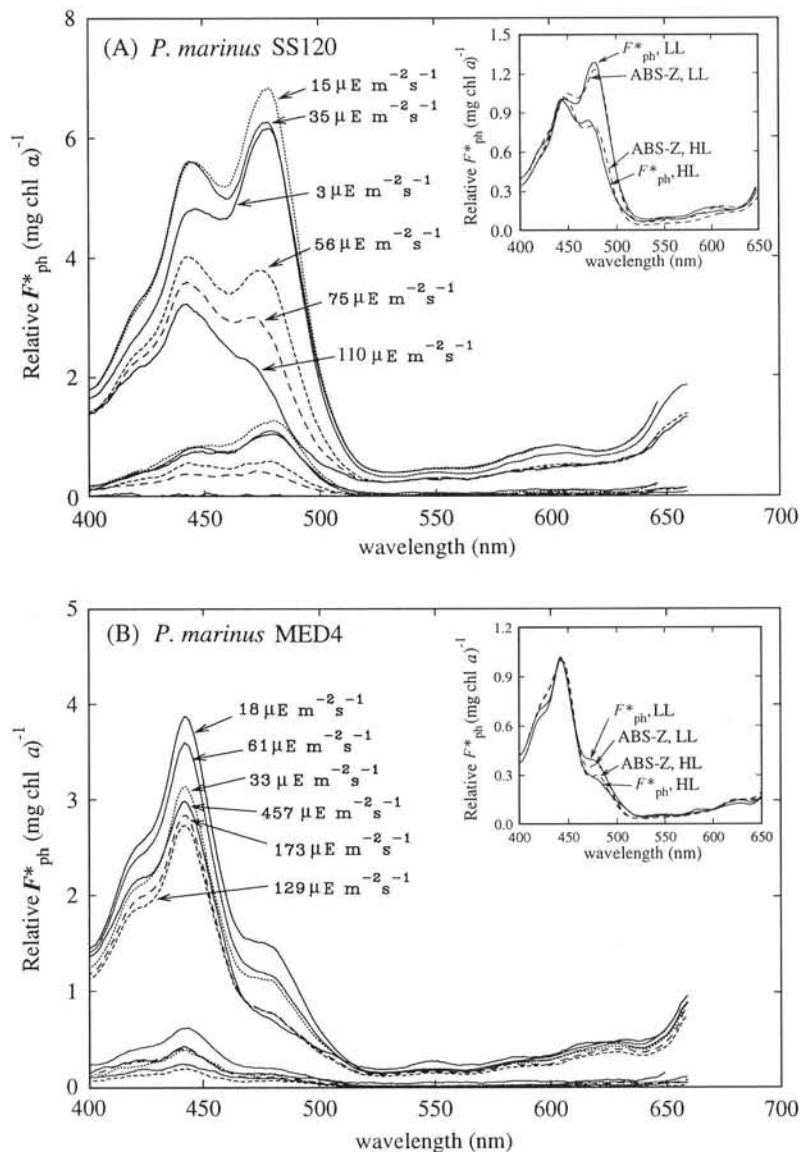 (A) P. marinus SS120
Relative F*ph (mg chl a)⁻¹
8
6
4
2
0
15 μE m⁻²s⁻¹
35 μE m⁻²s⁻¹
3 μE m⁻²s⁻¹
56 μE m⁻²s⁻¹
75 μE m⁻²s⁻¹
110 μE m⁻²s⁻¹
400 450 500 550 600 650 700
wavelength (nm)
Relative F*ph (mg chl a)⁻¹
1.5
1.2
0.9
0.6
0.3
0.0
F*ph, LL
ABS-Z, LL
ABS-Z, HL
F*ph, HL
400 450 500 550 600 650
wavelength (nm)
(B) P. marinus MED4
Relative F*ph (mg chl a)⁻¹
5
4
3
2
1
0
18 μE m⁻²s⁻¹
61 μE m⁻²s⁻¹
33 μE m⁻²s⁻¹
457 μE m⁻²s⁻¹
173 μE m⁻²s⁻¹
129 μE m⁻²s⁻¹
400 450 500 550 600 650 700
wavelength (nm)
Relative F*ph (mg chl a)⁻¹
1.2
0.9
0.6
0.3
0.0
F*ph, LL
ABS-Z, LL
ABS-Z, HL
F*ph, HL
400 450 500 550 600 650
wavelength (nm)